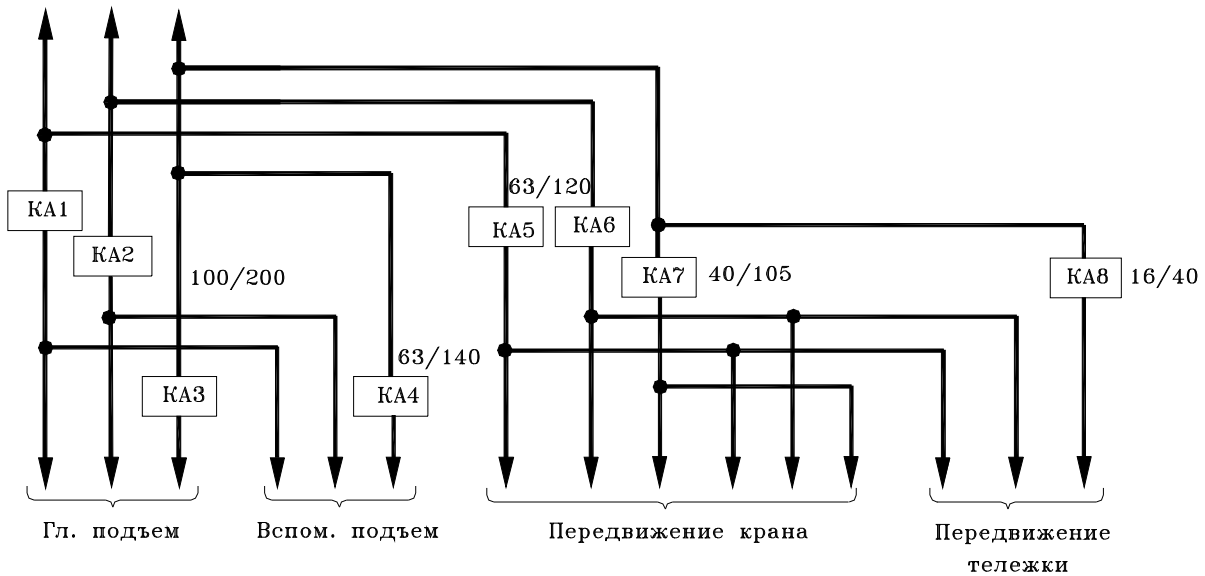 63/120
КА1
КА5
КА6
КА2
100/200
КА7
40/105
КА8
16/40
63/140
КА3
КА4
Гл. подъем
Вспом. подъем
Передвижение крана
Передвижение
тележки